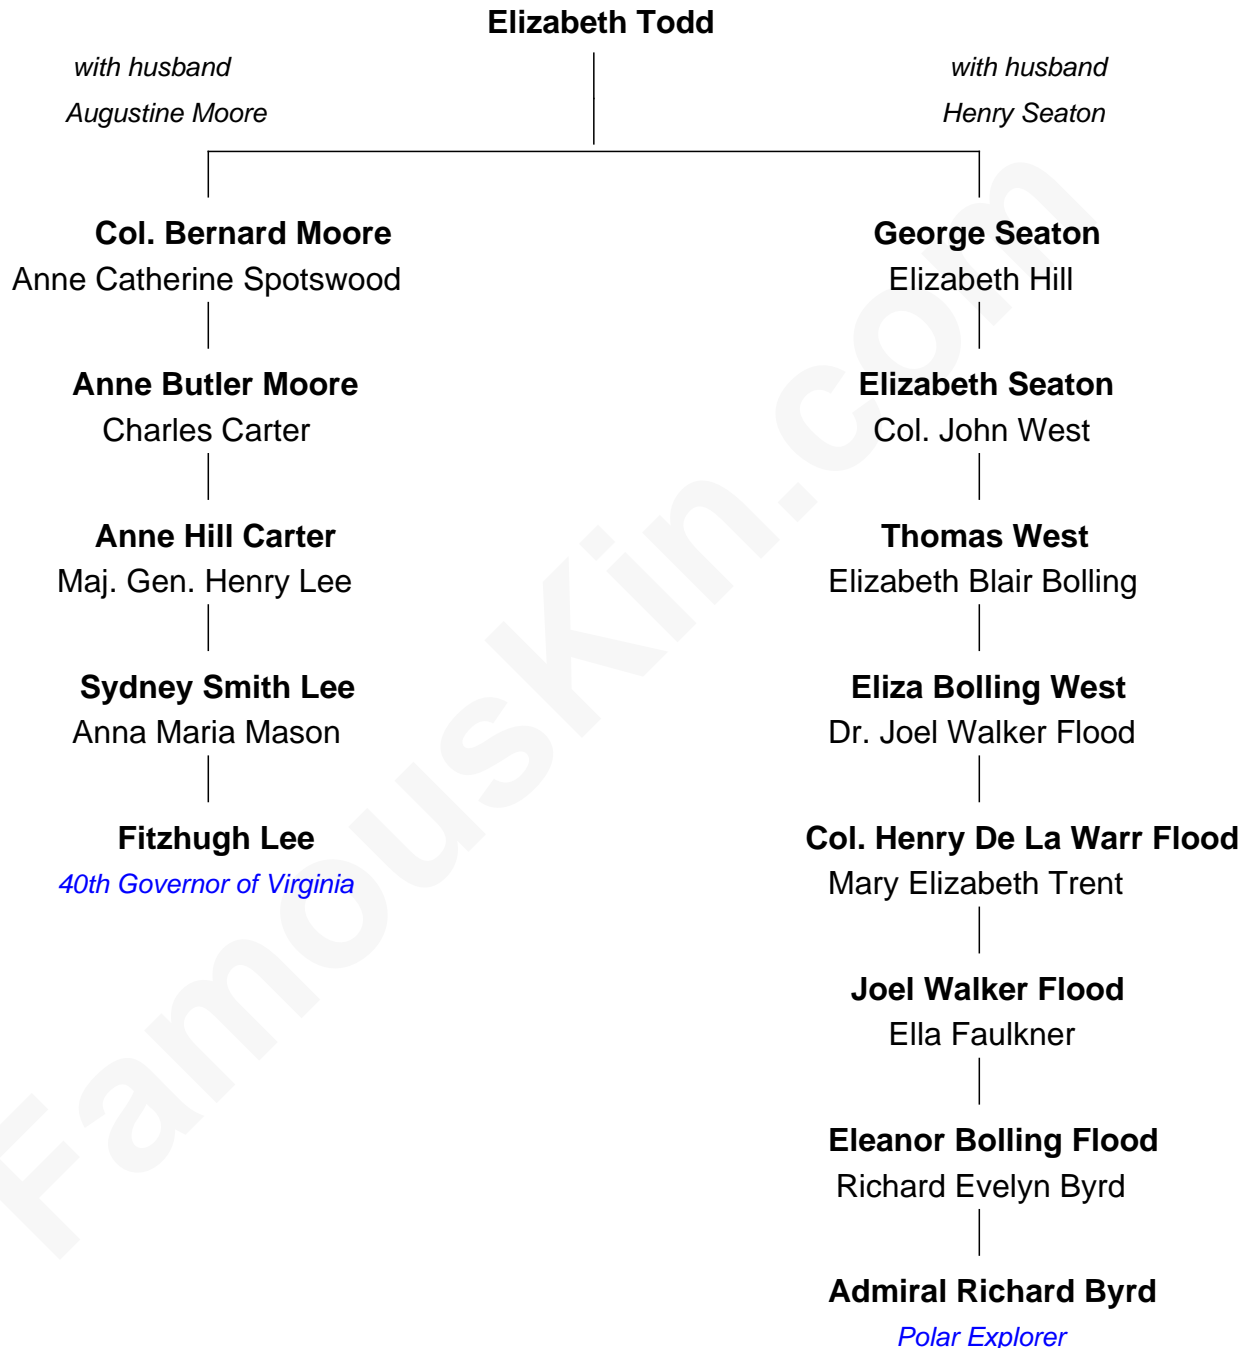 Elizabeth Todd
with husband
Augustine Moore
with husband
Henry Seaton
Col. Bernard Moore
Anne Catherine Spotswood
Anne Butler Moore
Charles Carter
Anne Hill Carter
Maj. Gen. Henry Lee
Sydney Smith Lee
Anna Maria Mason
Fitzhugh Lee
40th Governor of Virginia
George Seaton
Elizabeth Hill
Elizabeth Seaton
Col. John West
Thomas West
Elizabeth Blair Bolling
Eliza Bolling West
Dr. Joel Walker Flood
Col. Henry De La Warr Flood
Mary Elizabeth Trent
Joel Walker Flood
Ella Faulkner
Eleanor Bolling Flood
Richard Evelyn Byrd
Admiral Richard Byrd
Polar Explorer
FamousKin.com